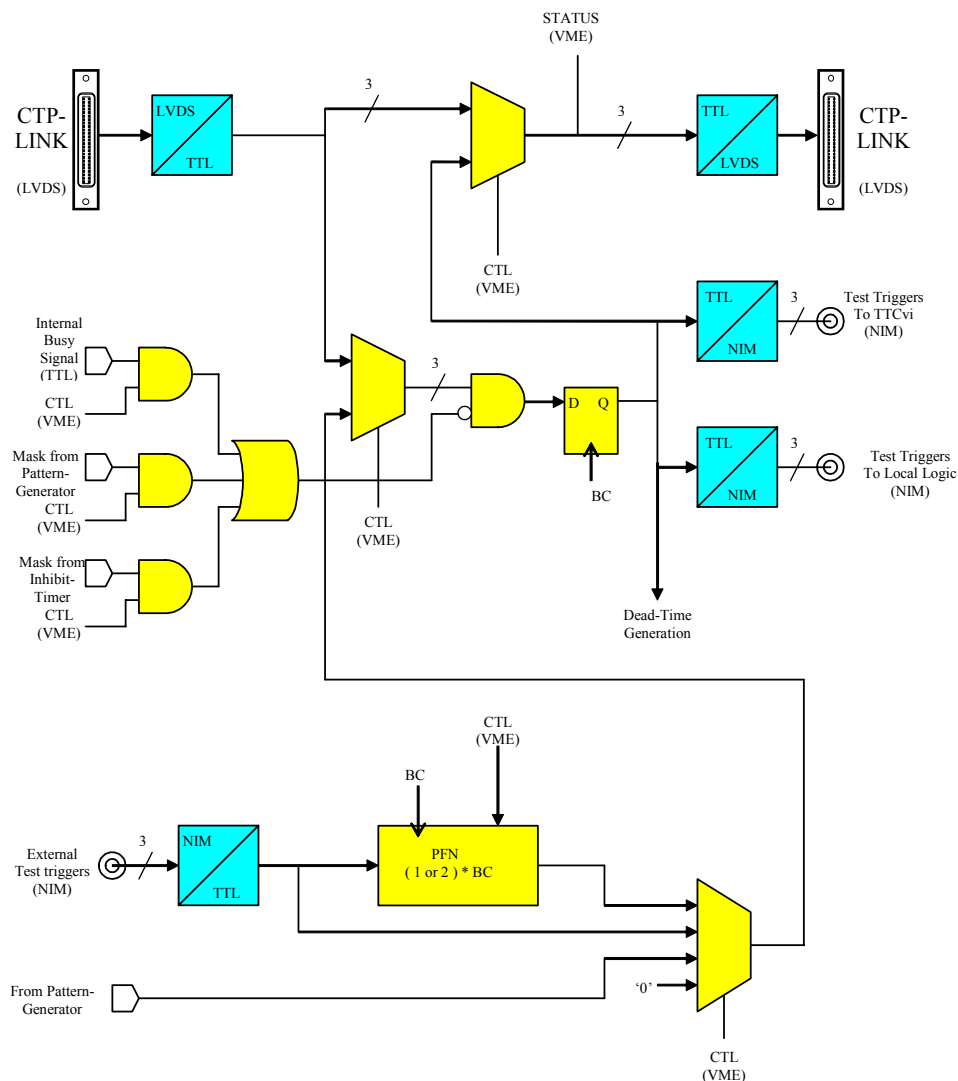 STATUS
(VME)
3
3
CTP-
LINK
(LVDS)
LVDS
TTL
TTL
LVDS
CTP-
LINK
(LVDS)
CTL
(VME)
TTL
NIM
3
Test Triggers
To TTCvi
(NIM)
Internal
Busy
Signal
(TTL)
CTL
(VME)
3
D Q
BC
TTL
NIM
3
Test Triggers
To Local Logic
(NIM)
Mask from
Pattern-
Generator
CTL
(VME)
CTL
(VME)
Mask from
Inhibit-
Timer
CTL
(VME)
Dead-Time
Generation
CTL
(VME)
BC
External
Test triggers
(NIM)
3
NIM
TTL
PFN
( 1 or 2 ) * BC
From Pattern-
Generator
‘0’
CTL
(VME)